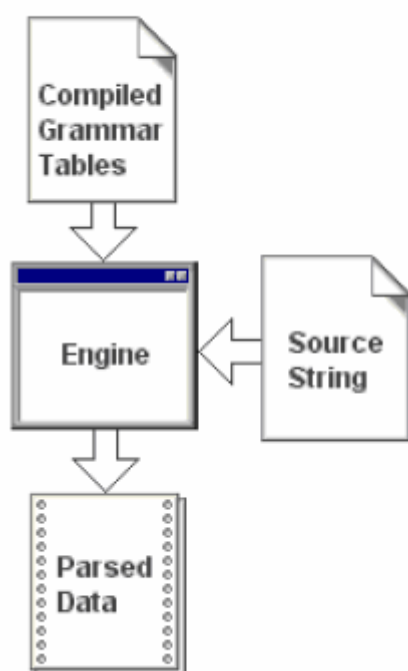 Compiled
Grammar
Tables
Engine
Source
String
Parsed
Data